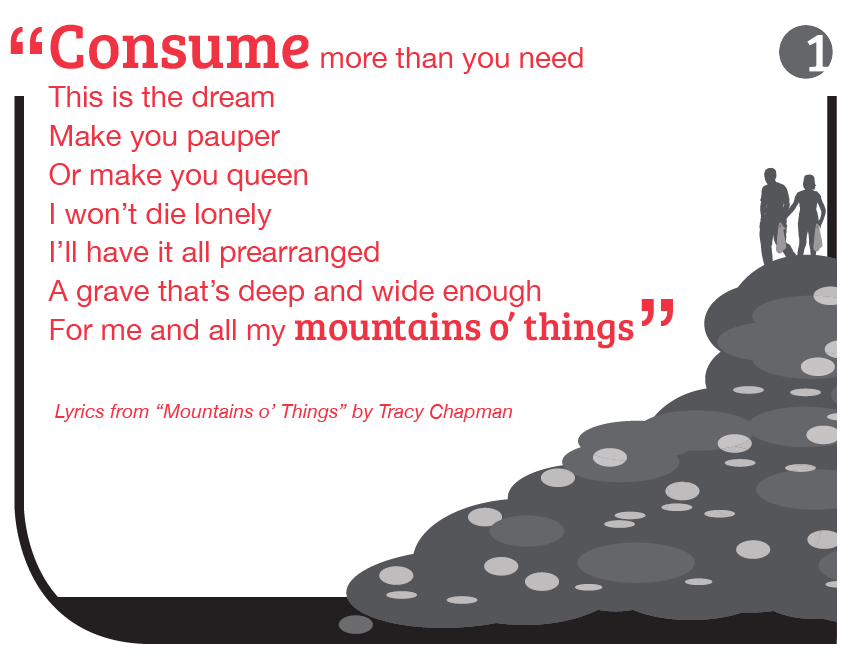 “Consume more than you need
1
This is the dream
Make you pauper
Or make you queen
I won’t die lonely
I’ll have it all prearranged
A grave that’s deep and wide enough
For me and all my mountains o’ things”
Lyrics from “Mountains o’ Things” by Tracy Chapman